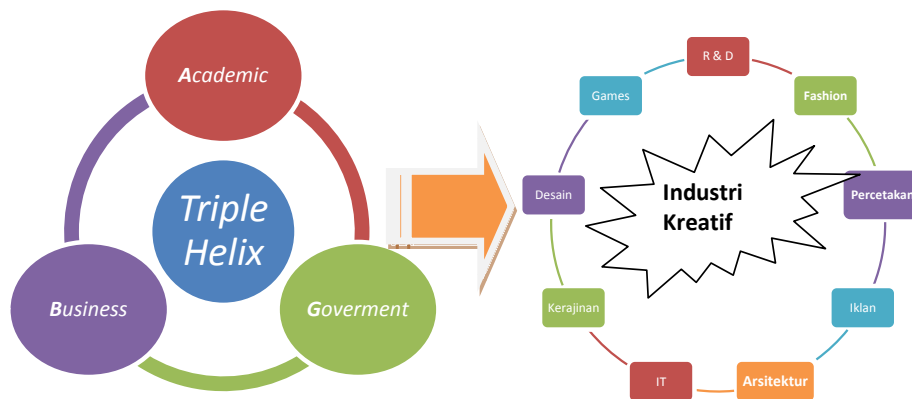 Academic
Triple
Helix
Business
Goverment
R & D
Games
Fashion
Desain
Industri
Kreatif
Percetakan
Kerajinan
Iklan
IT
Arsitektur